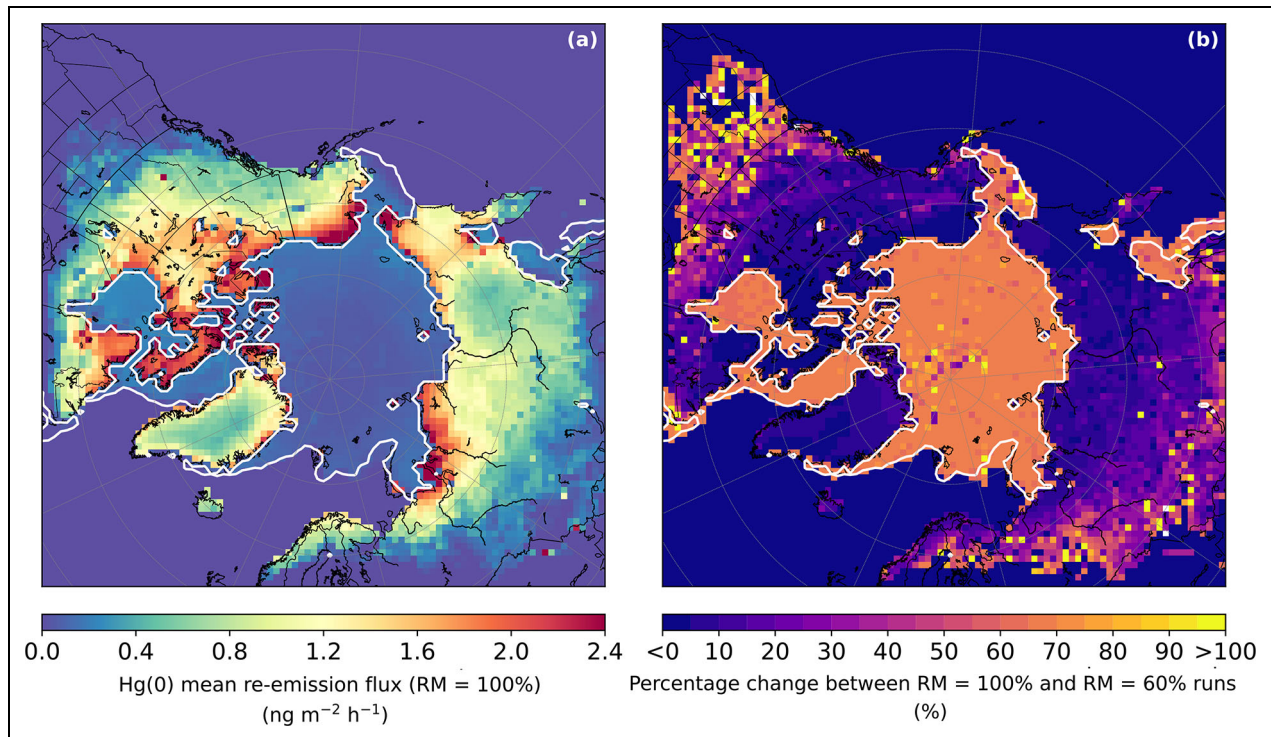 (a)
(b)
0.0 0.4 0.8 1.2 1.6 2.0 2.4
Hg(0) mean re-emission flux (RM = 100%)
(ng m⁻² h⁻¹)
<0 10 20 30 40 50 60 70 80 90 >100
Percentage change between RM = 100% and RM = 60% runs
(%)